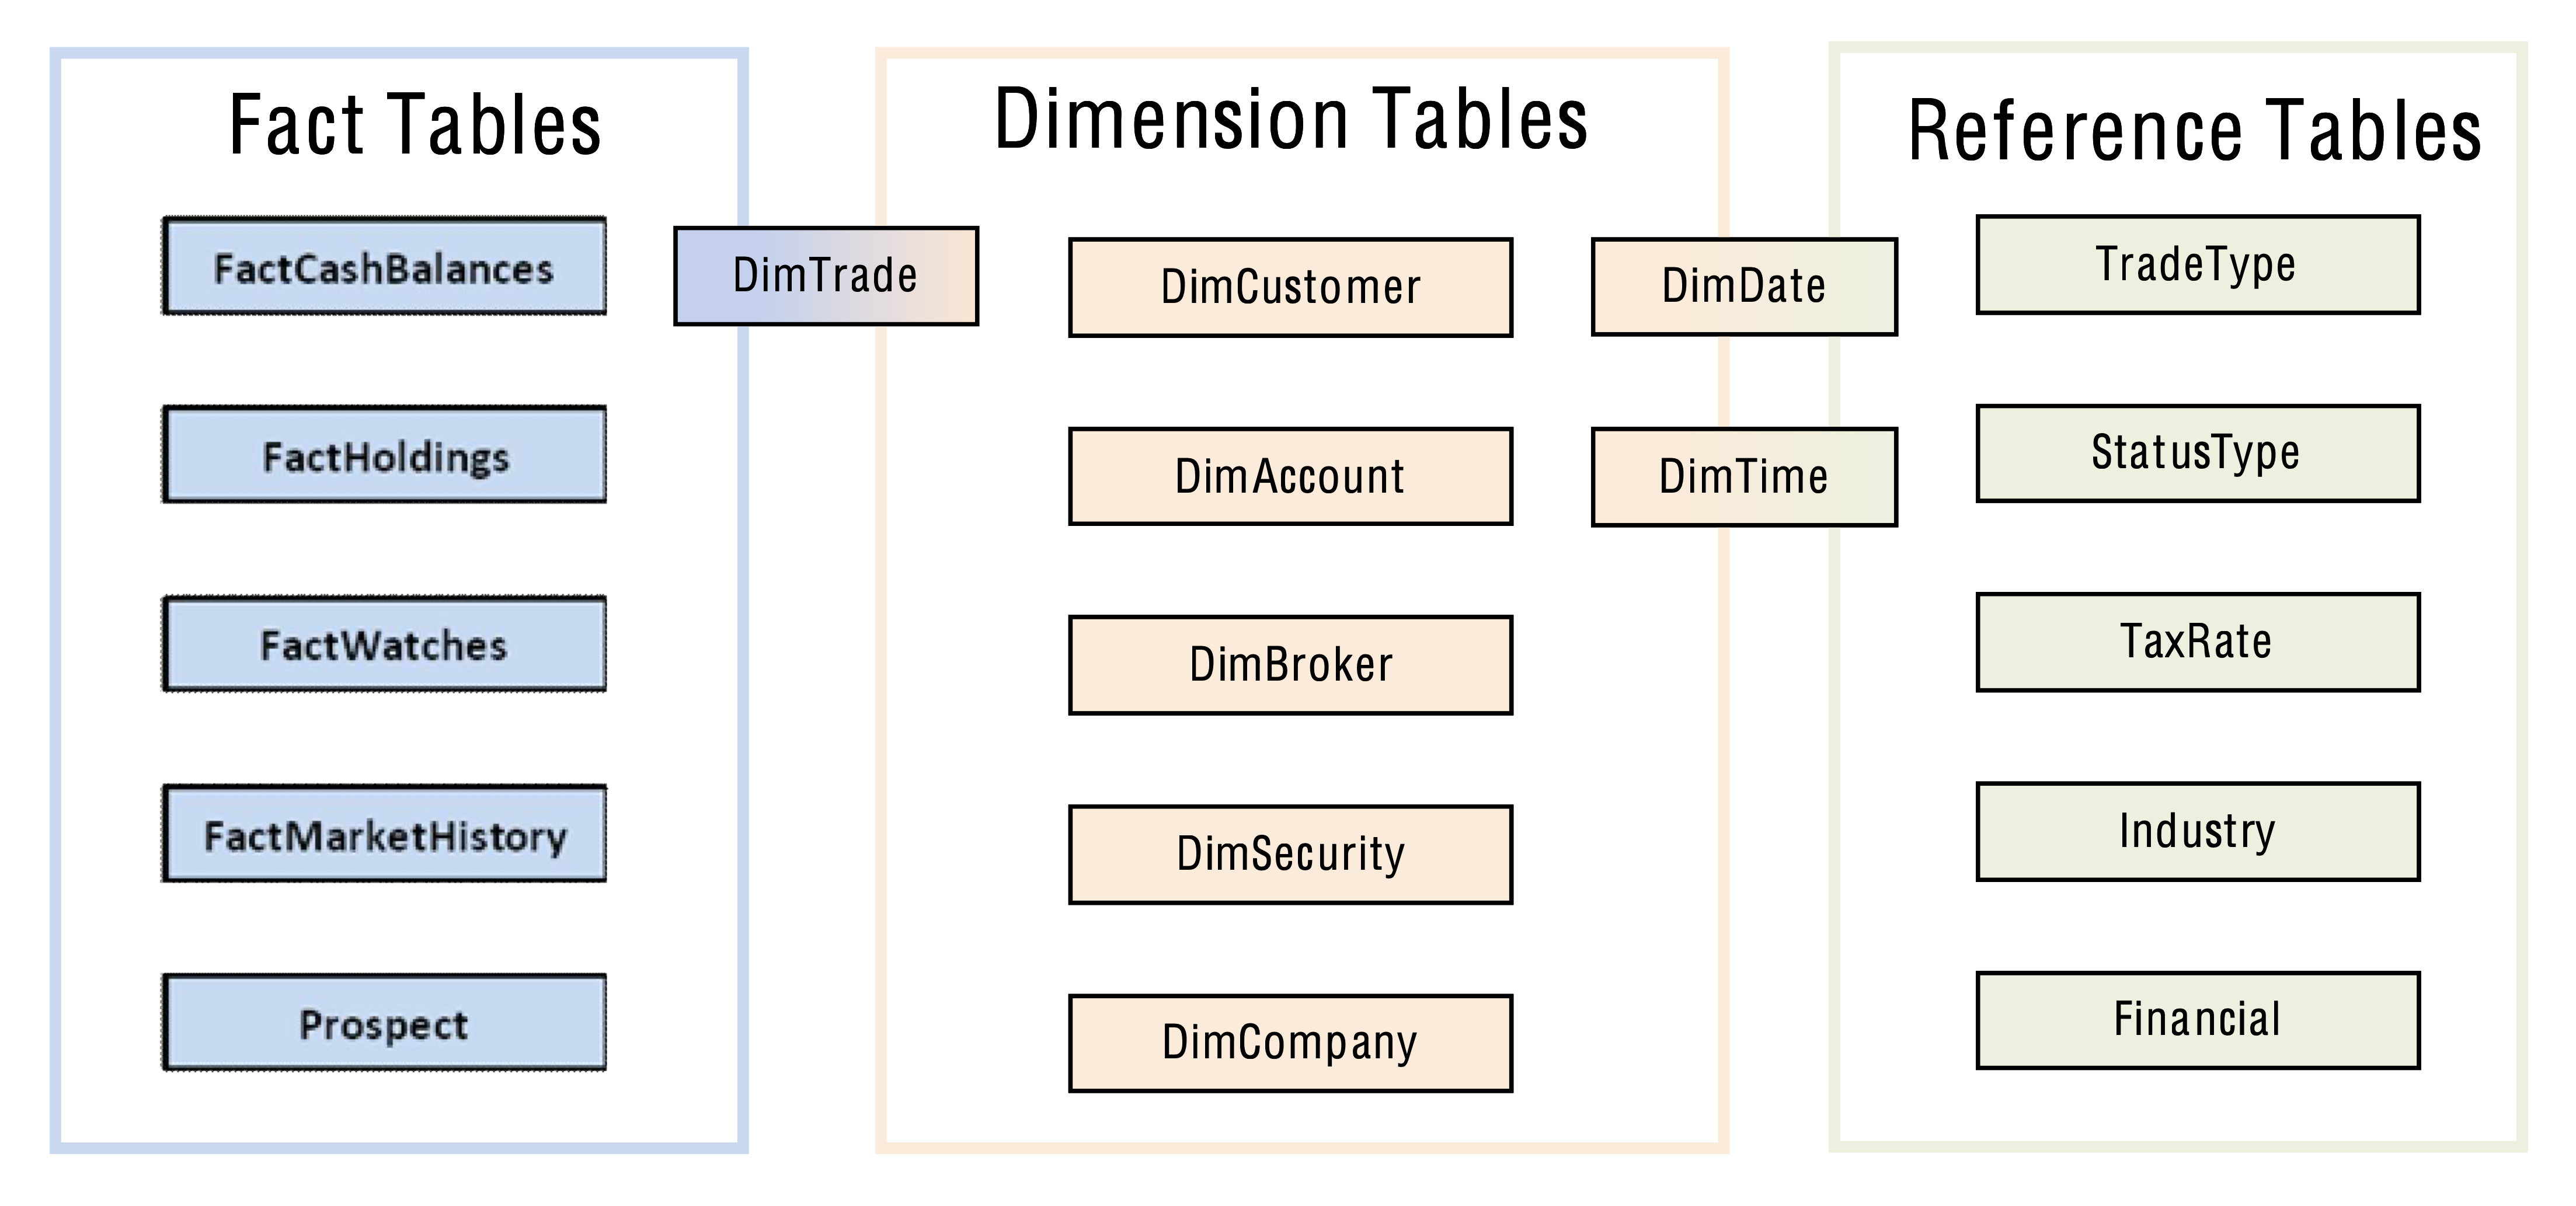 Fact Tables
FactCashBalances
FactHoldings
FactWatches
FactMarketHistory
Prospect
DimTrade
Dimension Tables
DimCustomer
DimAccount
DimBroker
DimSecurity
DimCompany
DimDate
DimTime
Reference Tables
TradeType
StatusType
TaxRate
Industry
Financial